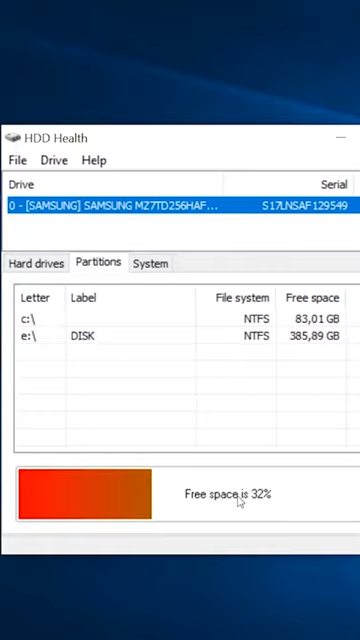 HDD Health
File Drive Help
Drive Serial
0 - [SAMSUNG] SAMSUNG MZ7TD256HAF... S17LNSAF129549
Hard drives Partitions System
Letter Label File system Free space
c:\ NTFS 83,01 GB
e:\ DISK NTFS 385,89 GB
Free space is 32%